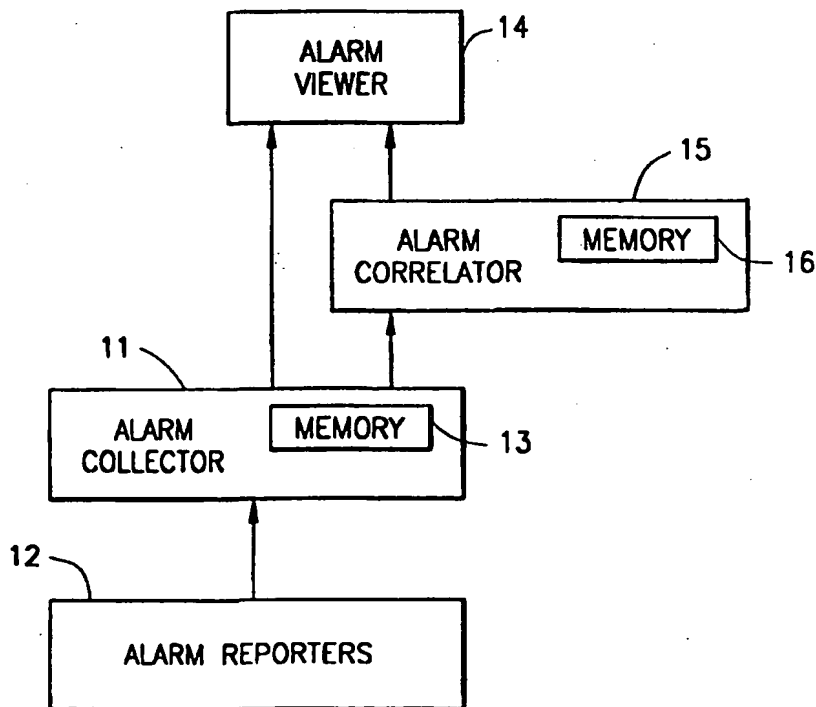 ALARM
VIEWER
14
15
ALARM
CORRELATOR
MEMORY
16
11
ALARM
COLLECTOR
MEMORY
13
12
ALARM REPORTERS